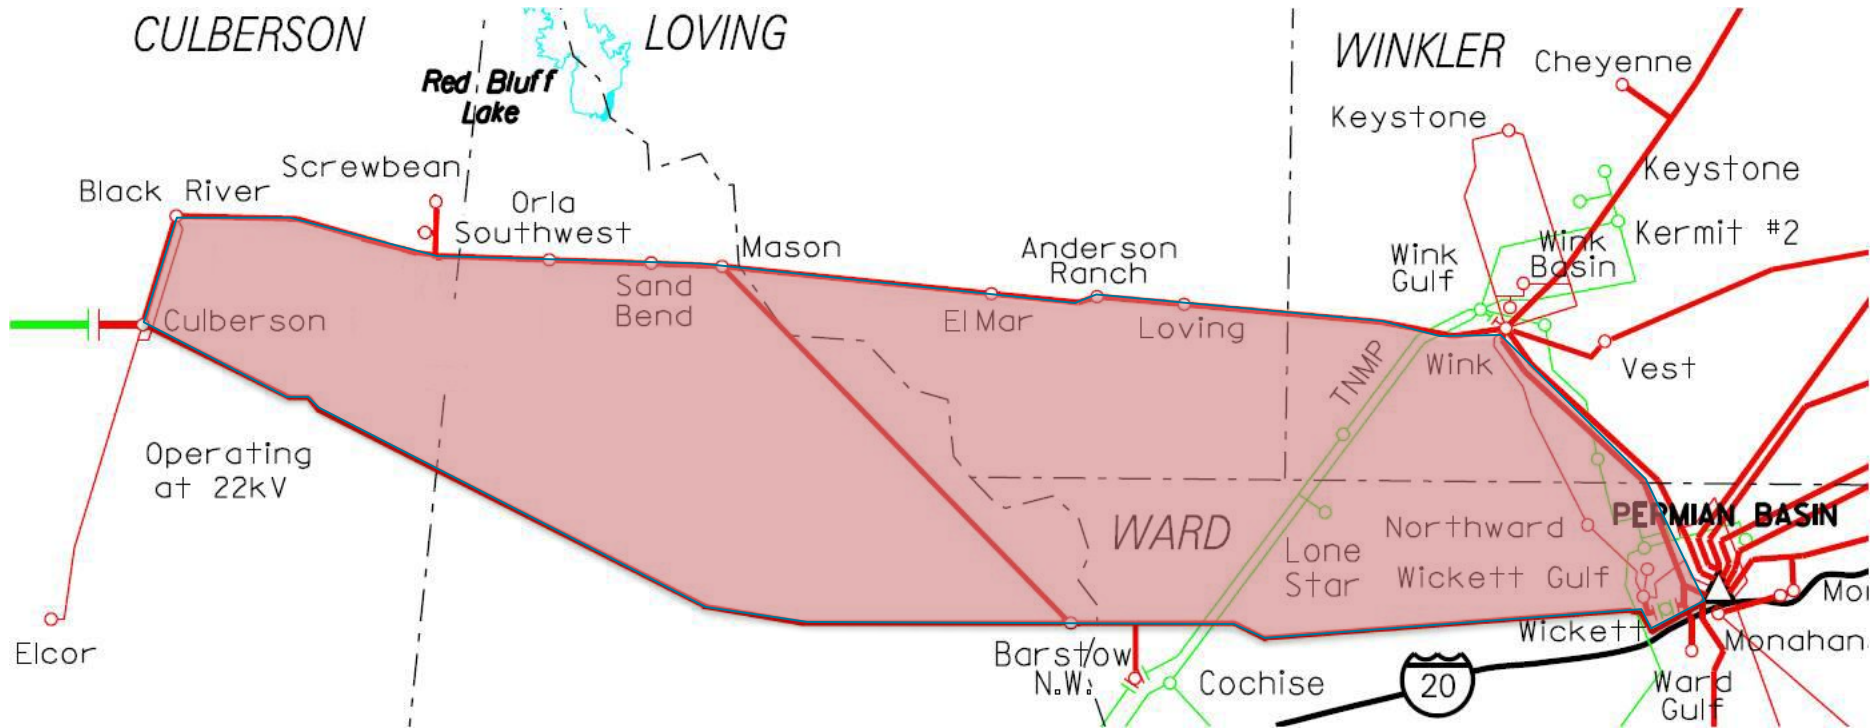 CULBERSON
LOVING
WINKLER
Red Bluff
Lake
Cheyenne
Keystone
Screwbean
Black River
Orla
Southwest
Mason
Anderson
Ranch
Keystone
Kermit #2
Wink
Basin
Wink
Gulf
Sand
Bend
El Mar
Loving
Culberson
TNMP
Wink
Vest
Operating
at 22kV
WARD
Northward
PERMIAN BASIN
Lone
Star
Wickett Gulf
Mo
Wickett
Monahan
Elcor
Barstow
N.W.
Cochise
20
Ward
Gulf